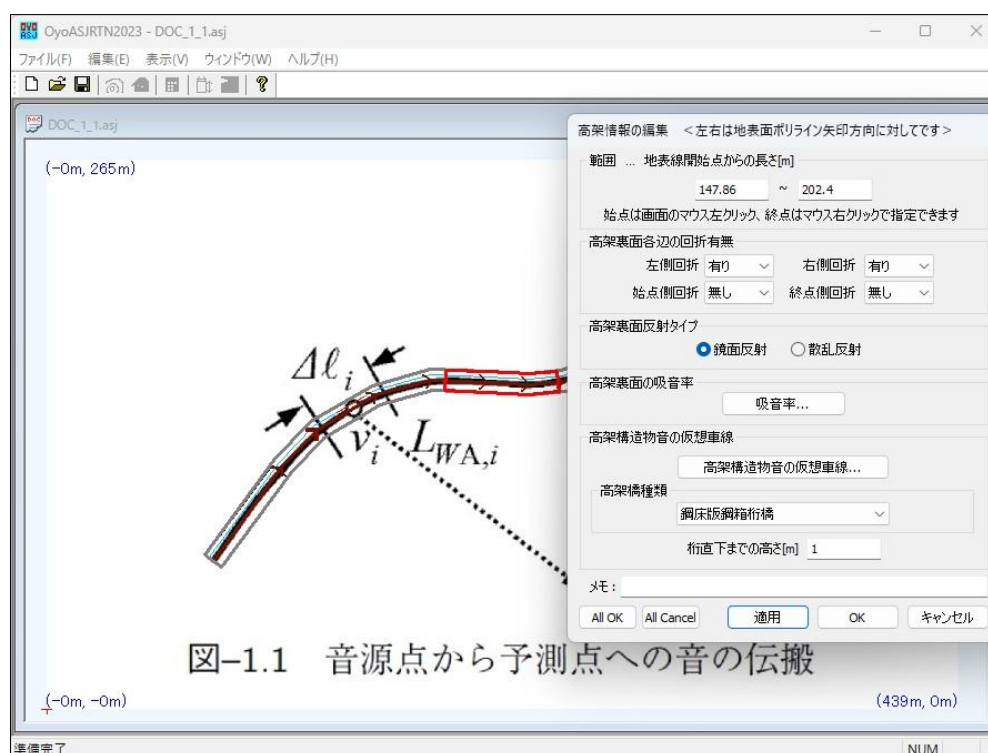 OyoASJRTN2023 - DOC_1_1.asj
ファイル(F) 編集(E) 表示(V) ウィンドウ(W) ヘルプ(H)
DOC_1_1.asj
(-0m, 265m)
Δℓ i
ν i
L WA,i
図-1.1 音源点から予測点への音の伝搬
(-0m, -0m)
(439m, 0m)
高架情報の編集 <左右は地表面ポリライン矢印方向に対してです>
範囲 ... 地表線開始点からの長さ[m]
147.86 ~ 202.4
始点は画面のマウス左クリック、終点はマウス右クリックで指定できます
高架裏面各辺の回折有無
左側回折 有り 右側回折 有り
始点側回折 無し 終点側回折 無し
高架裏面反射タイプ
鏡面反射 散乱反射
高架裏面の吸音率
吸音率...
高架構造物音の仮想車線
高架構造物音の仮想車線...
高架橋種類
鋼床版鋼箱桁橋
桁直下までの高さ[m] 1
メモ :
All OK All Cancel 適用 OK キャンセル
準備完了 NUM